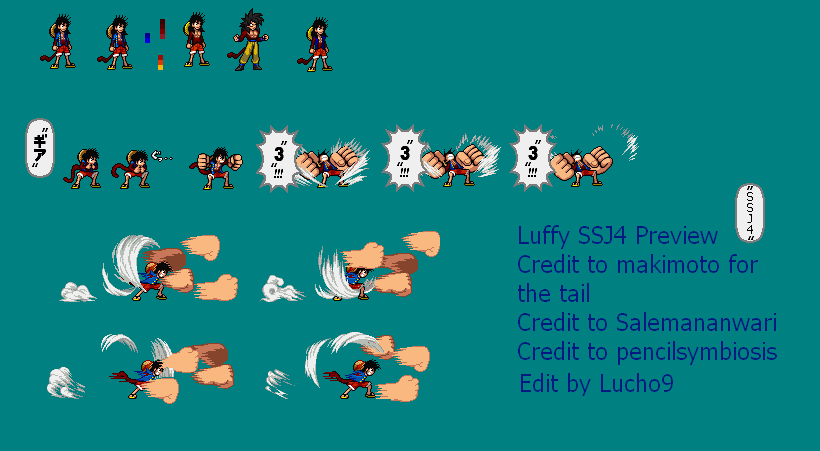 "ギア"
"3"!!!
"3"!!!
"3"!!!
"SSJ4"
Luffy SSJ4 Preview
Credit to makimoto for
the tail
Credit to Salemananwari
Credit to pencilsymbiosis
Edit by Lucho9